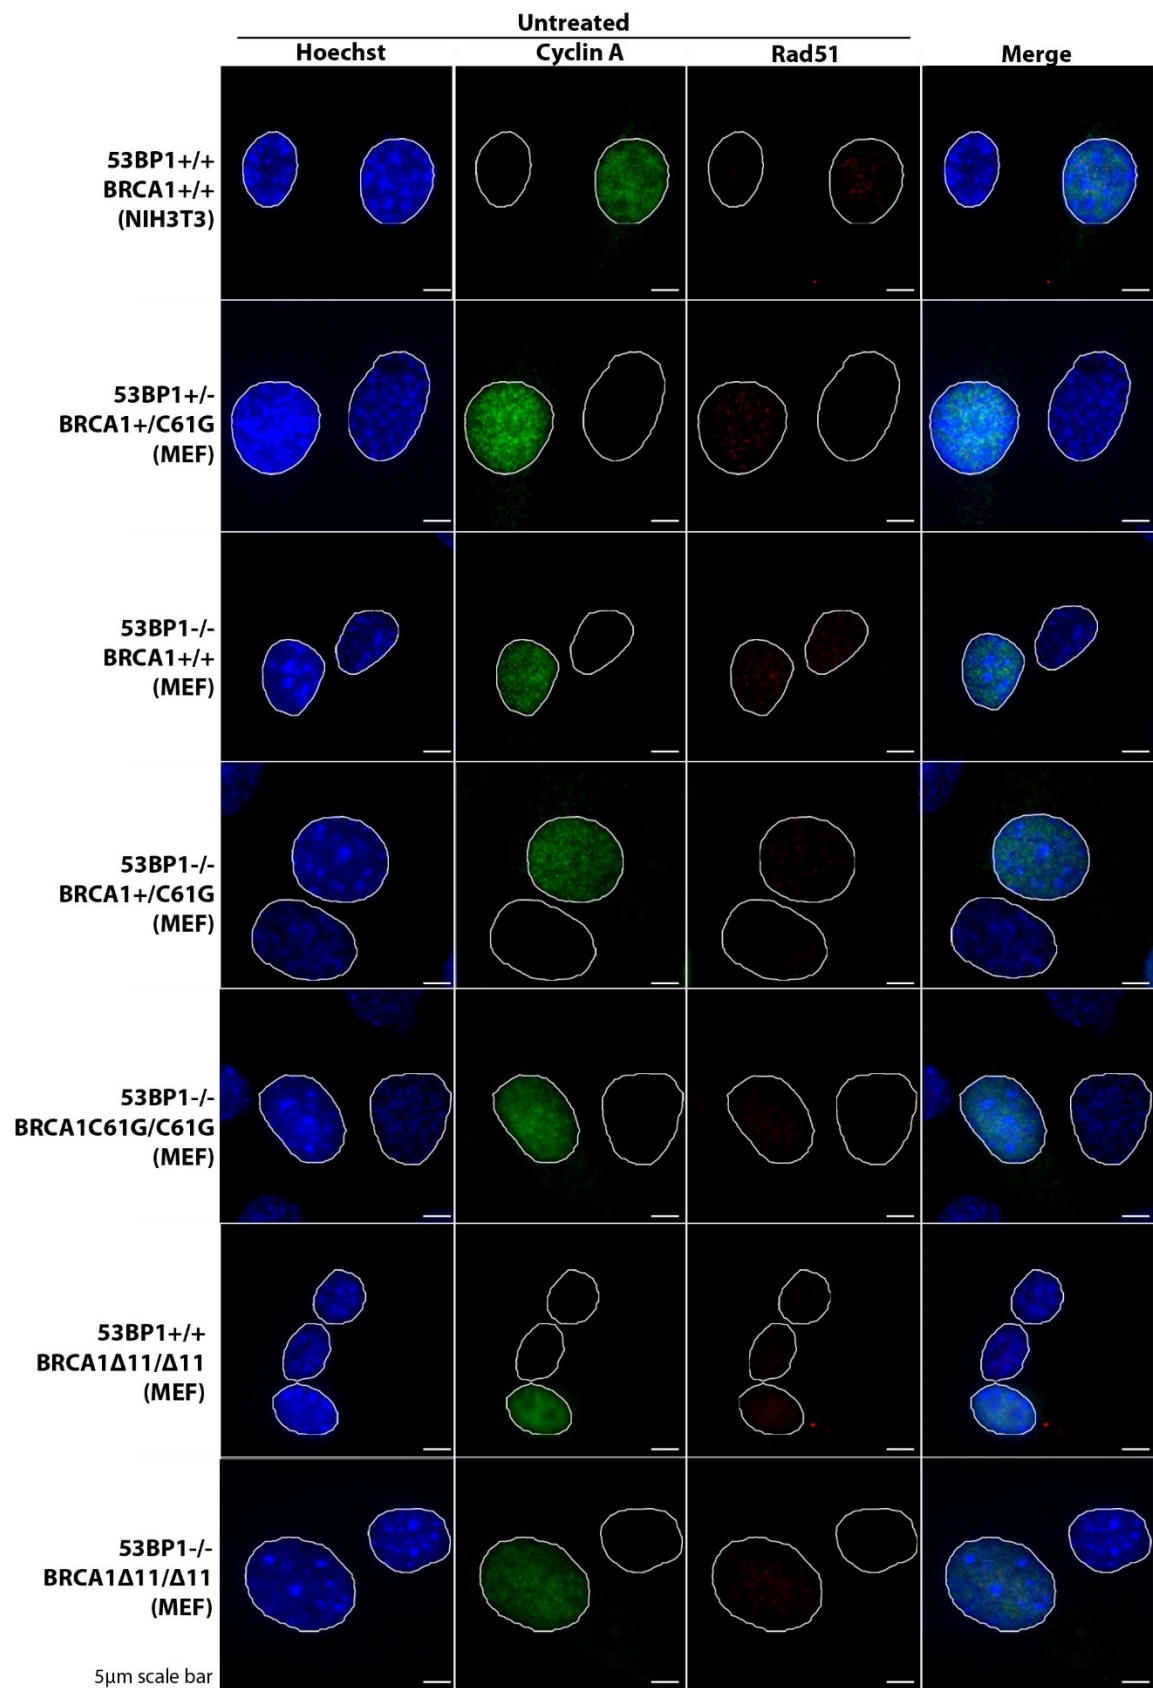 Untreated
Hoechst Cyclin A Rad51 Merge
53BP1+/+
BRCA1+/+
(NIH3T3)
53BP1+/-
BRCA1+/C61G
(MEF)
53BP1-/-
BRCA1+/+
(MEF)
53BP1-/-
BRCA1+/C61G
(MEF)
53BP1-/-
BRCA1C61G/C61G
(MEF)
53BP1+/+
BRCA1Δ11/Δ11
(MEF)
53BP1-/-
BRCA1Δ11/Δ11
(MEF)
5μm scale bar